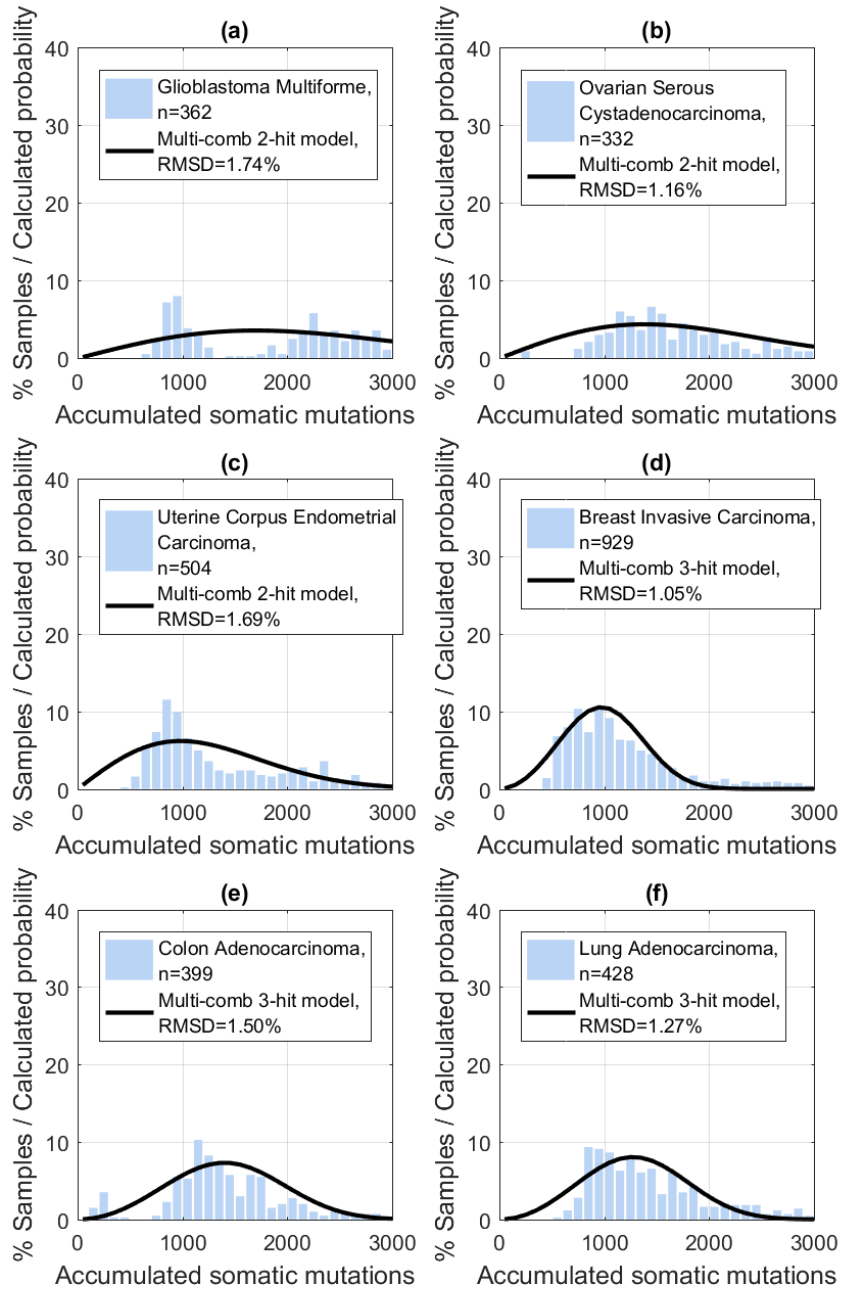 (a)
% Samples / Calculated probability
40
30
20
10
0
Glioblastoma Multiforme,
n=362
Multi-comb 2-hit model,
RMSD=1.74%
0 1000 2000 3000
Accumulated somatic mutations
(b)
% Samples / Calculated probability
40
30
20
10
0
Ovarian Serous
Cystadenocarcinoma,
n=332
Multi-comb 2-hit model,
RMSD=1.16%
0 1000 2000 3000
Accumulated somatic mutations
(c)
% Samples / Calculated probability
40
30
20
10
0
Uterine Corpus Endometrial
Carcinoma,
n=504
Multi-comb 2-hit model,
RMSD=1.69%
0 1000 2000 3000
Accumulated somatic mutations
(d)
% Samples / Calculated probability
40
30
20
10
0
Breast Invasive Carcinoma,
n=929
Multi-comb 3-hit model,
RMSD=1.05%
0 1000 2000 3000
Accumulated somatic mutations
(e)
% Samples / Calculated probability
40
30
20
10
0
Colon Adenocarcinoma,
n=399
Multi-comb 3-hit model,
RMSD=1.50%
0 1000 2000 3000
Accumulated somatic mutations
(f)
% Samples / Calculated probability
40
30
20
10
0
Lung Adenocarcinoma,
n=428
Multi-comb 3-hit model,
RMSD=1.27%
0 1000 2000 3000
Accumulated somatic mutations